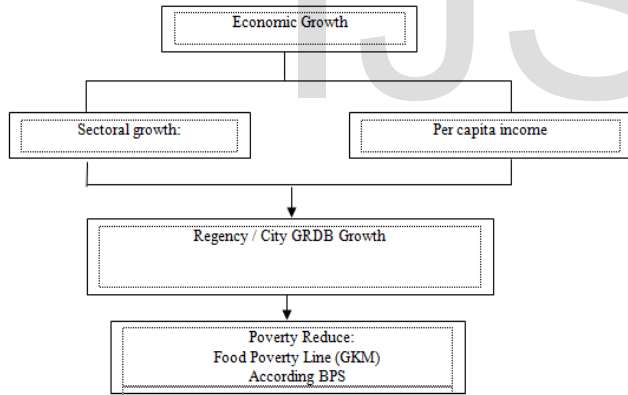 IJS
Economic Growth
Sectoral growth:
Per capita income
Regency / City GRDB Growth
Poverty Reduce:
Food Poverty Line (GKM)
According BPS